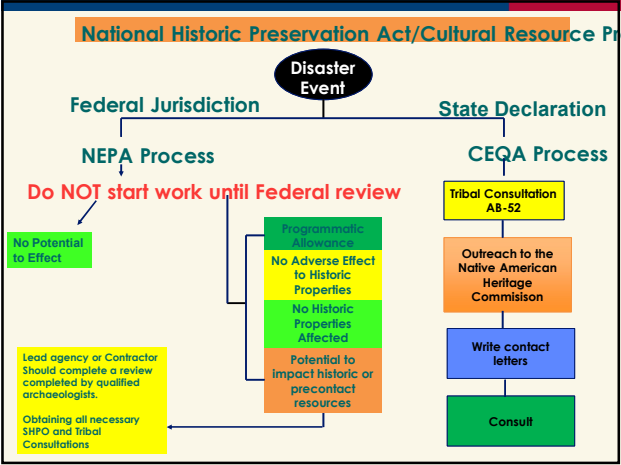 National Historic Preservation Act/Cultural Resource Pr
Disaster
Event
Federal Jurisdiction
State Declaration
NEPA Process
CEQA Process
Do NOT start work until Federal review
Tribal Consultation
AB-52
No Potential
to Effect
Programmatic
Allowance
No Adverse Effect
to Historic
Properties
No Historic
Properties
Affected
Potential to
impact historic or
precontact
resources
Outreach to the
Native American
Heritage
Commisison
Write contact
letters
Consult
Lead agency or Contractor
Should complete a review
completed by qualified
archaeologists.
Obtaining all necessary
SHPO and Tribal
Consultations